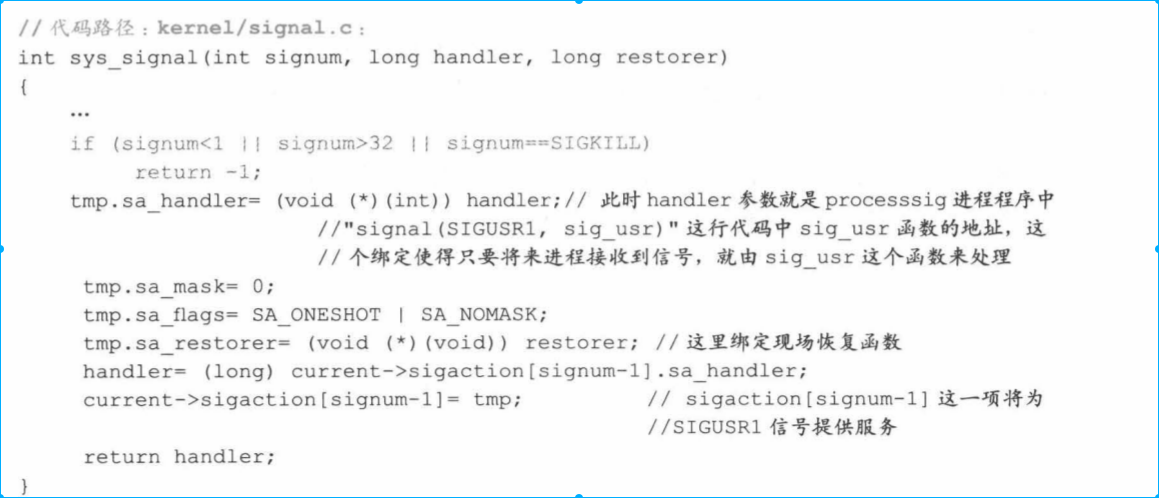 // 代码路径：kernel/signal.c：
int sys_signal(int signum, long handler, long restorer)
{
…
if (signum<1 || signum>32 || signum==SIGKILL)
return -1;
tmp.sa_handler= (void (*)(int)) handler;// 此时 handler 参数就是 processsig 进程程序中
//"signal(SIGUSR1, sig_usr)" 这行代码中 sig_usr 函数的地址，这
// 个绑定使得只要将来进程接收到信号，就由 sig_usr 这个函数来处理
tmp.sa_mask= 0;
tmp.sa_flags= SA_ONESHOT | SA_NOMASK;
tmp.sa_restorer= (void (*)(void)) restorer; // 这里绑定现场恢复函数
handler= (long) current->sigaction[signum-1].sa_handler;
current->sigaction[signum-1]= tmp; // sigaction[signum-1] 这一项将为
//SIGUSR1 信号提供服务
return handler;
}